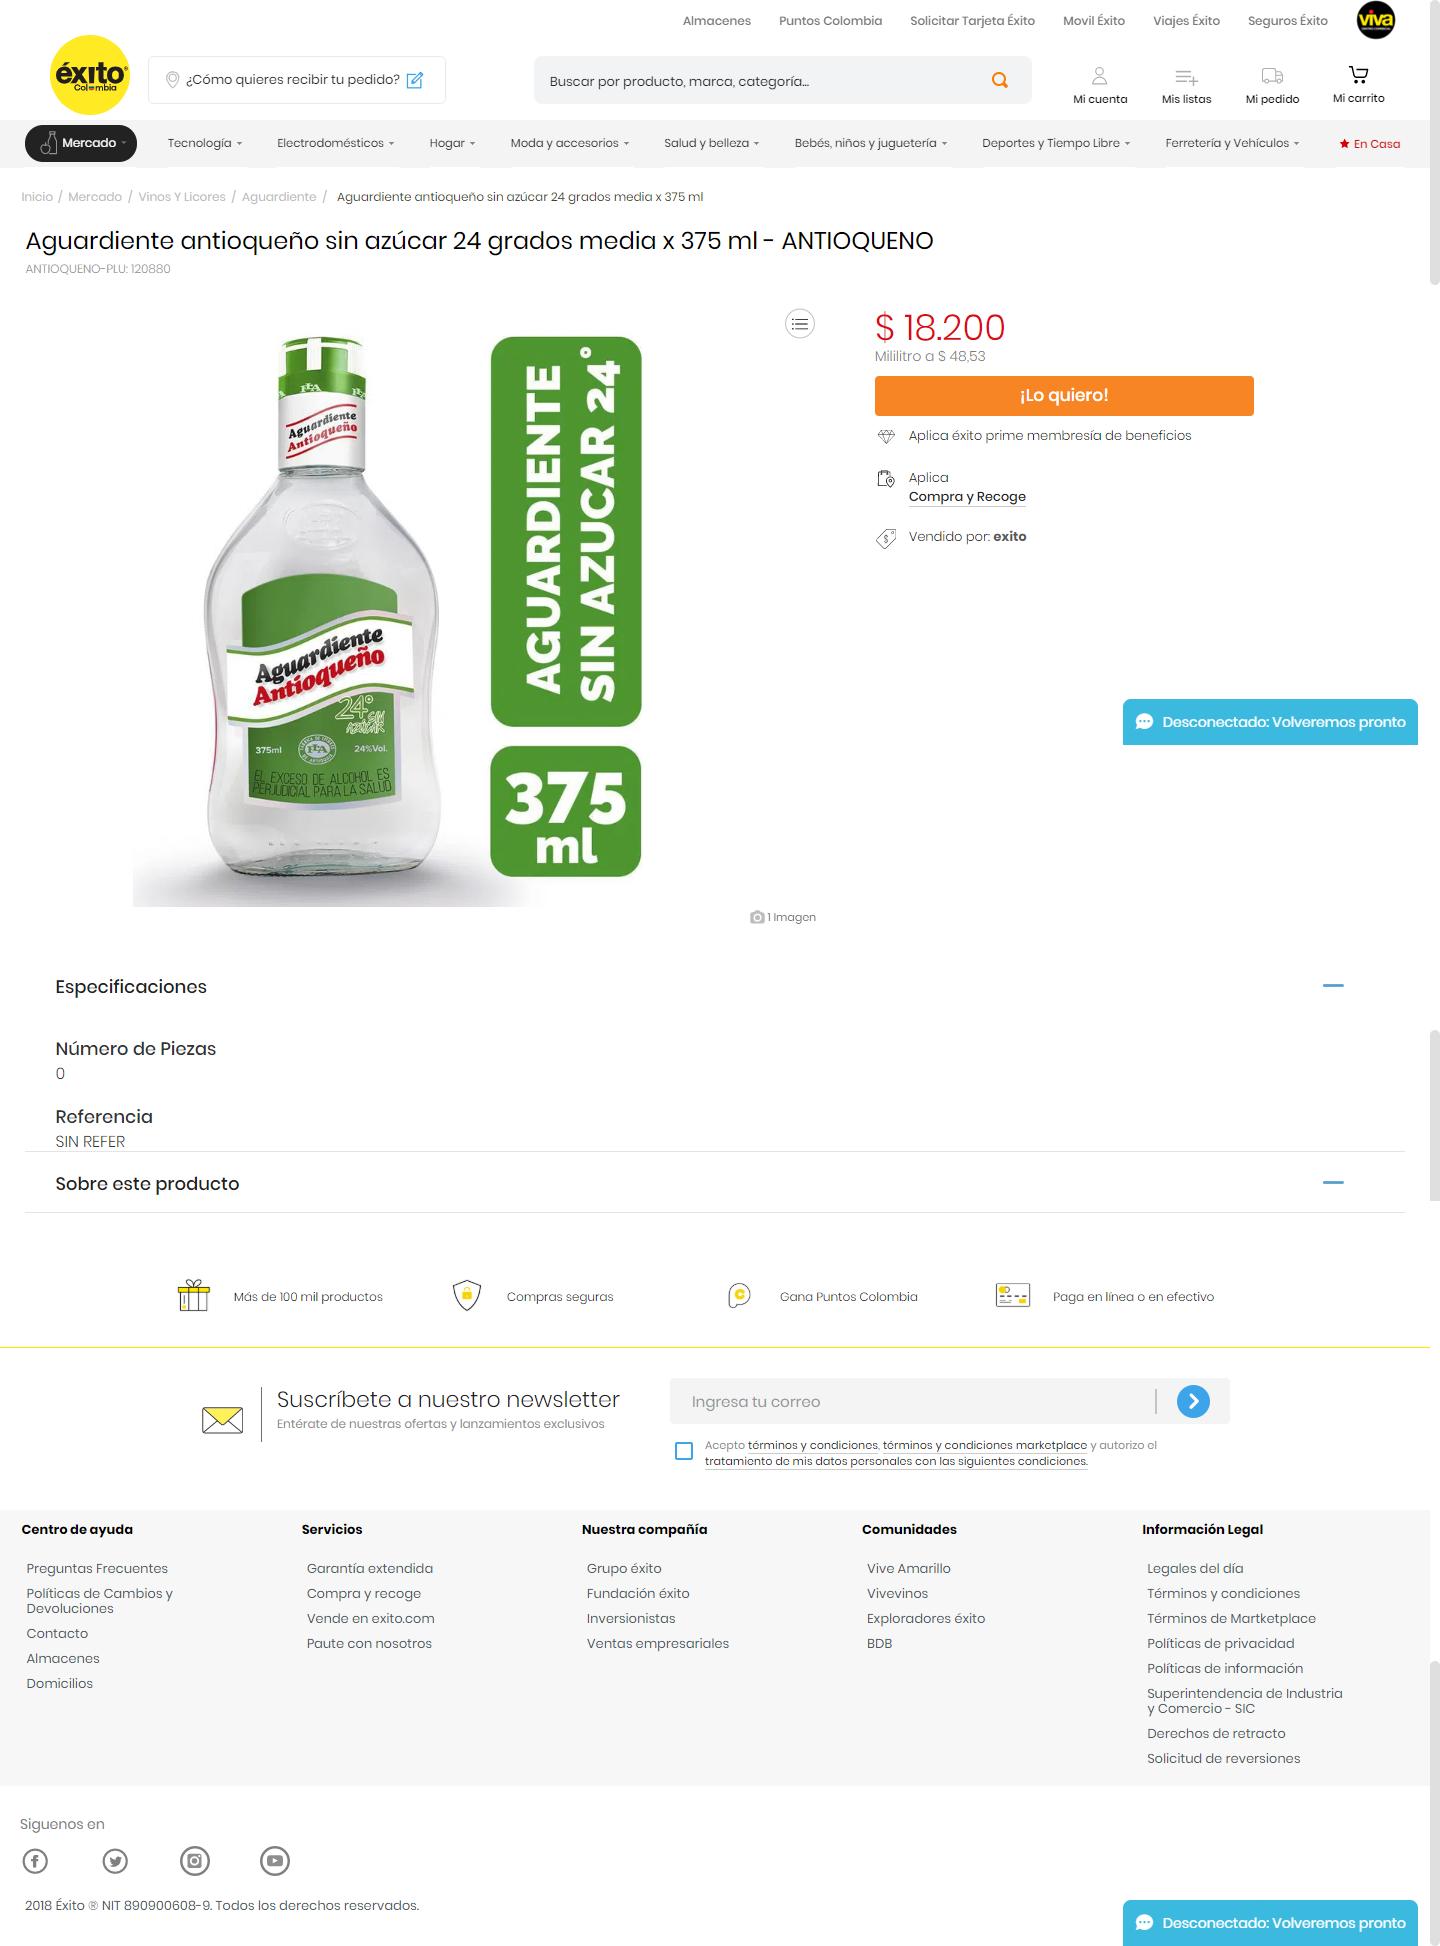 Almacenes Puntos Colombia Solicitar Tarjeta Éxito Movil Éxito Viajes Éxito Seguros Éxito viva
éxito
Colombia
¿Cómo quieres recibir tu pedido?
Buscar por producto, marca, categoría...
Mi cuenta Mis listas Mi pedido Mi carrito
Mercado Tecnología Electrodomésticos Hogar Moda y accesorios Salud y belleza Bebés, niños y juguetería Deportes y Tiempo Libre Ferretería y Vehículos En Casa
Inicio / Mercado / Vinos Y Licores / Aguardiente / Aguardiente antioqueño sin azúcar 24 grados media x 375 ml
Aguardiente antioqueño sin azúcar 24 grados media x 375 ml - ANTIOQUENO
ANTIOQUENO-PLU: 120880
FLA
Aguardiente
Antioqueño
Aguardiente
Antioqueño
24° SIN
AZÚCAR
375ml FLA 24%Vol.
EL EXCESO DE ALCOHOL ES
PERJUDICIAL PARA LA SALUD
AGUARDIENTE
SIN AZUCAR 24°
375
ml
1 Imagen
$ 18.200
Mililitro a $ 48,53
¡Lo quiero!
Aplica éxito prime membresía de beneficios
Aplica
Compra y Recoge
Vendido por: exito
Desconectado: Volveremos pronto
Especificaciones
Número de Piezas
0
Referencia
SIN REFER
Sobre este producto
Más de 100 mil productos Compras seguras Gana Puntos Colombia Paga en línea o en efectivo
Suscríbete a nuestro newsletter
Entérate de nuestras ofertas y lanzamientos exclusivos
Ingresa tu correo
Acepto términos y condiciones, términos y condiciones marketplace y autorizo el
tratamiento de mis datos personales con las siguientes condiciones.
Centro de ayuda
Preguntas Frecuentes
Políticas de Cambios y
Devoluciones
Contacto
Almacenes
Domicilios
Servicios
Garantía extendida
Compra y recoge
Vende en exito.com
Paute con nosotros
Nuestra compañía
Grupo éxito
Fundación éxito
Inversionistas
Ventas empresariales
Comunidades
Vive Amarillo
Vivevinos
Exploradores éxito
BDB
Información Legal
Legales del día
Términos y condiciones
Términos de Martketplace
Políticas de privacidad
Políticas de información
Superintendencia de Industria
y Comercio - SIC
Derechos de retracto
Solicitud de reversiones
Siguenos en
2018 Éxito ® NIT 890900608-9. Todos los derechos reservados.
Desconectado: Volveremos pronto